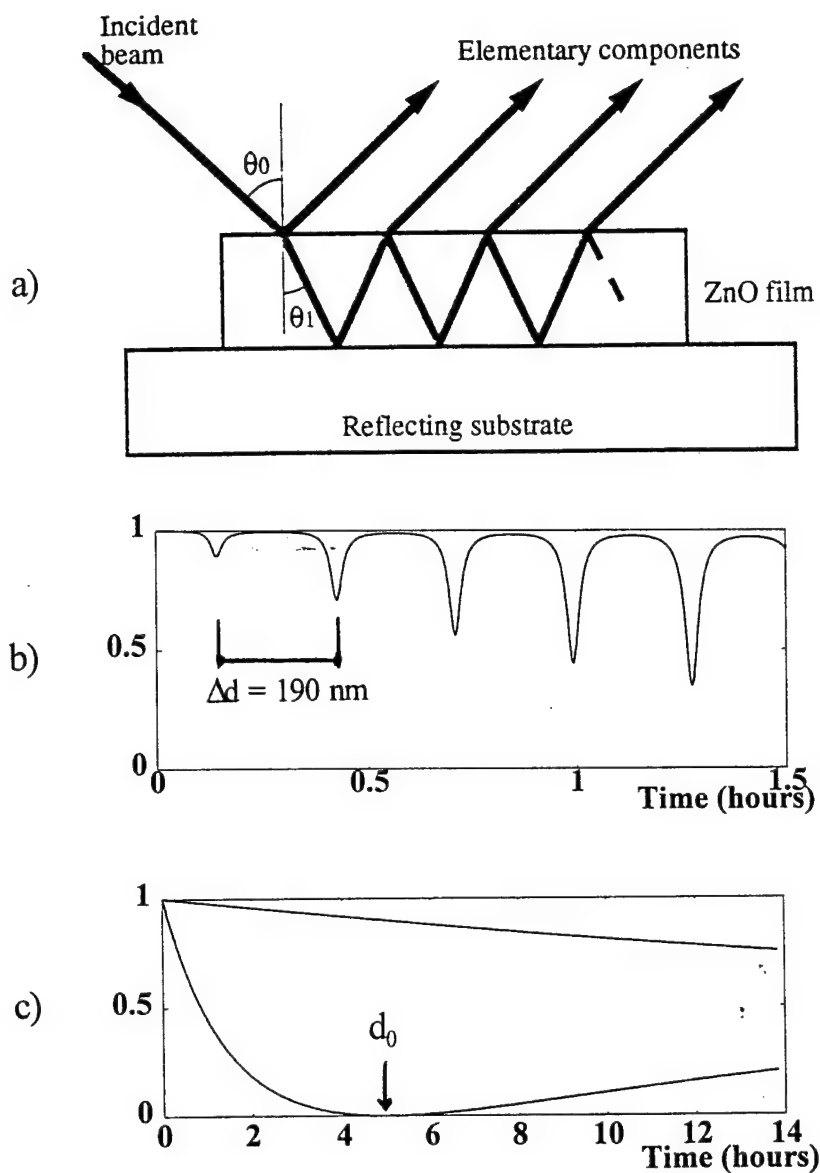 Incident
beam
Elementary components
θ0
a)
ZnO film
θ1
Reflecting substrate
1
0.5
b)
Δd = 190 nm
0
0
0.5
1
1.5
Time (hours)
1
0.5
c)
d₀
0
0
2
4
6
8
10
12
14
Time (hours)